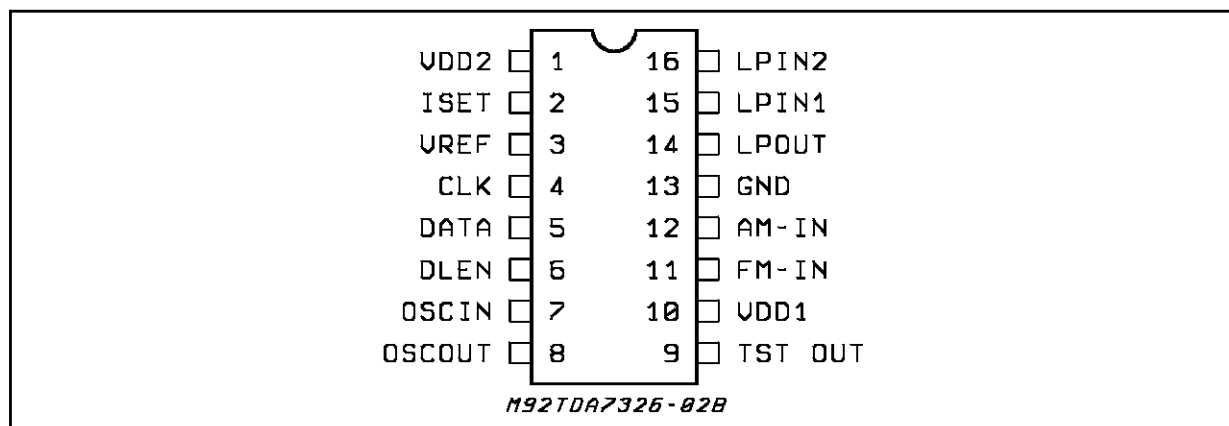 VDD2 1 16 LPIN2
ISET 2 15 LPIN1
VREF 3 14 LPOUT
CLK 4 13 GND
DATA 5 12 AM-IN
DLEN 6 11 FM-IN
OSCIN 7 10 VDD1
OSCOUT 8 9 TST OUT
M92TDA7326-02B